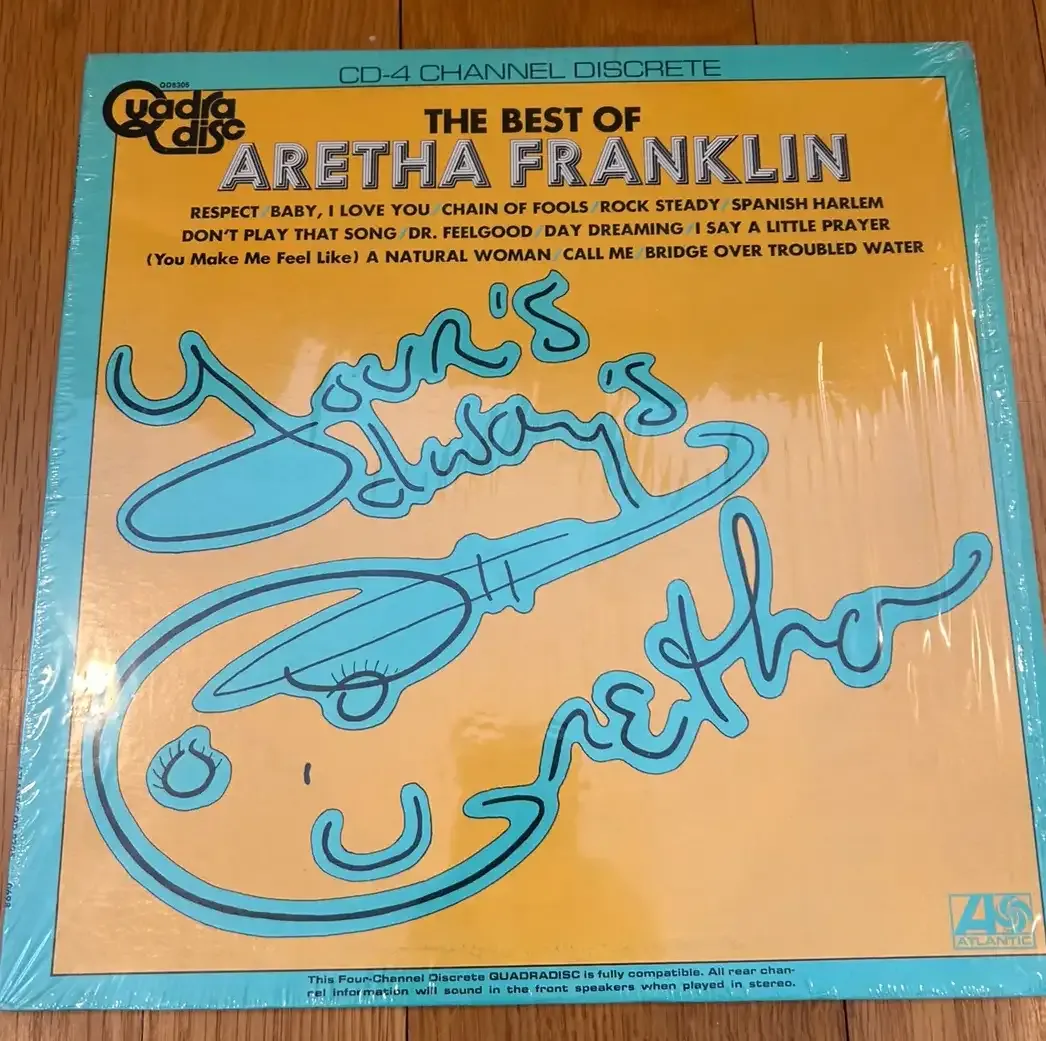 CD-4 CHANNEL DISCRETE
QD8305
Quadradisc
THE BEST OF
ARETHA FRANKLIN
RESPECT/BABY, I LOVE YOU/CHAIN OF FOOLS/ROCK STEADY/SPANISH HARLEM
DON'T PLAY THAT SONG/DR. FEELGOOD/DAY DREAMING/I SAY A LITTLE PRAYER
(You Make Me Feel Like) A NATURAL WOMAN/CALL ME/BRIDGE OVER TROUBLED WATER
Your's
always's
aretha
ATLANTIC
This Four-Channel Discrete QUADRADISC is fully compatible. All rear chan-
rel information will sound in the front speakers when played in stereo.